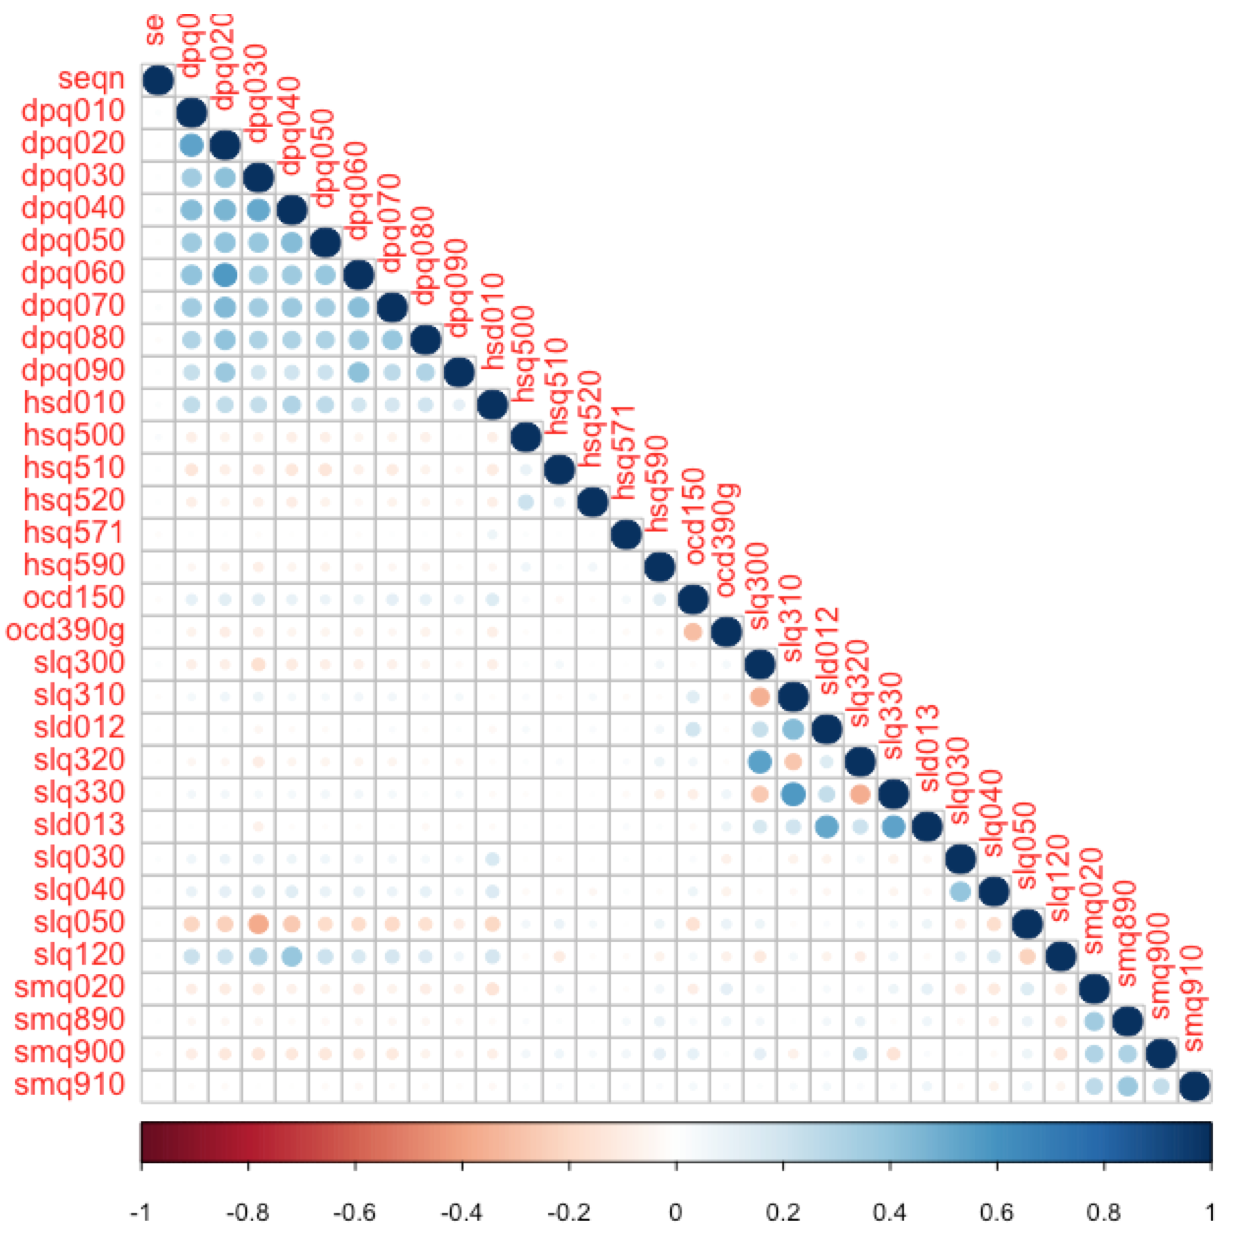 se
dpq0
dpq020
dpq030
dpq040
dpq050
dpq060
dpq070
dpq080
dpq090
hsd010
hsq500
hsq510
hsq520
hsq571
hsq590
ocd150
ocd390g
slq300
slq310
sld012
slq320
slq330
sld013
slq030
slq040
slq050
slq120
smq020
smq890
smq900
smq910
seqn
dpq010
dpq020
dpq030
dpq040
dpq050
dpq060
dpq070
dpq080
dpq090
hsd010
hsq500
hsq510
hsq520
hsq571
hsq590
ocd150
ocd390g
slq300
slq310
sld012
slq320
slq330
sld013
slq030
slq040
slq050
slq120
smq020
smq890
smq900
smq910
-1 -0.8 -0.6 -0.4 -0.2 0 0.2 0.4 0.6 0.8 1